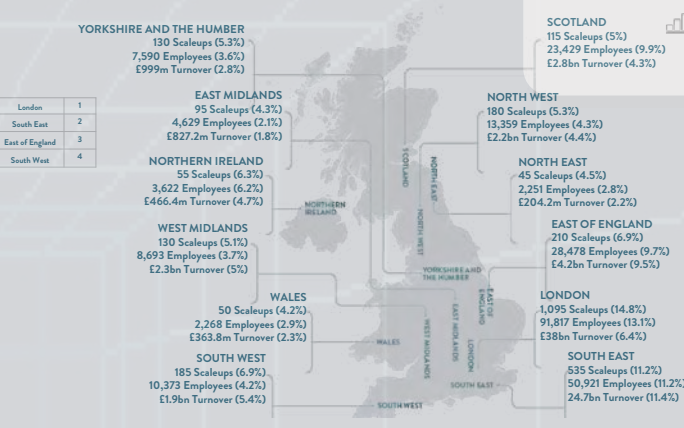 YORKSHIRE AND THE HUMBER
130 Scaleups (5.3%)
7,590 Employees (3.6%)
£999m Turnover (2.8%)
SCOTLAND
115 Scaleups (5%)
23,429 Employees (9.9%)
£2.8bn Turnover (4.3%)
London 1
South East 2
East of England 3
South West 4
EAST MIDLANDS
95 Scaleups (4.3%)
4,629 Employees (2.1%)
£827.2m Turnover (1.8%)
NORTH WEST
180 Scaleups (5.3%)
13,359 Employees (4.3%)
£2.2bn Turnover (4.4%)
NORTHERN IRELAND
55 Scaleups (6.3%)
3,622 Employees (6.2%)
£466.4m Turnover (4.7%)
NORTH EAST
45 Scaleups (4.5%)
2,251 Employees (2.8%)
£204.2m Turnover (2.2%)
WEST MIDLANDS
130 Scaleups (5.1%)
8,693 Employees (3.7%)
£2.3bn Turnover (5%)
EAST OF ENGLAND
210 Scaleups (6.9%)
28,478 Employees (9.7%)
£4.2bn Turnover (9.5%)
WALES
50 Scaleups (4.2%)
2,268 Employees (2.9%)
£363.8m Turnover (2.3%)
LONDON
1,095 Scaleups (14.8%)
91,817 Employees (13.1%)
£38bn Turnover (6.4%)
SOUTH WEST
185 Scaleups (6.9%)
10,373 Employees (4.2%)
£1.9bn Turnover (5.4%)
SOUTH EAST
535 Scaleups (11.2%)
50,921 Employees (11.2%)
24.7bn Turnover (11.4%)
SCOTLAND
NORTH EAST
NORTHERN
IRELAND
NORTH WEST
YORKSHIRE AND
THE HUMBER
EAST OF
ENGLAND
EAST MIDLANDS
WEST MIDLANDS
LONDON
WALES
SOUTH EAST
SOUTH WEST